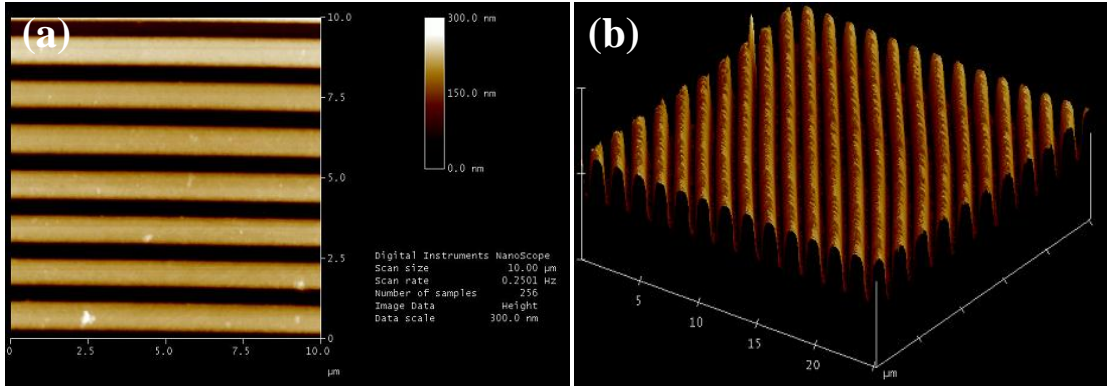 (a)
10.0
7.5
5.0
2.5
0
0
2.5
5.0
7.5
10.0
μm
300.0 nm
150.0 nm
0.0 nm
Digital Instruments NanoScope
Scan size 10.00 μm
Scan rate 0.2501 Hz
Number of samples 256
Image Data Height
Data scale 300.0 nm
(b)
5
10
15
20
μm